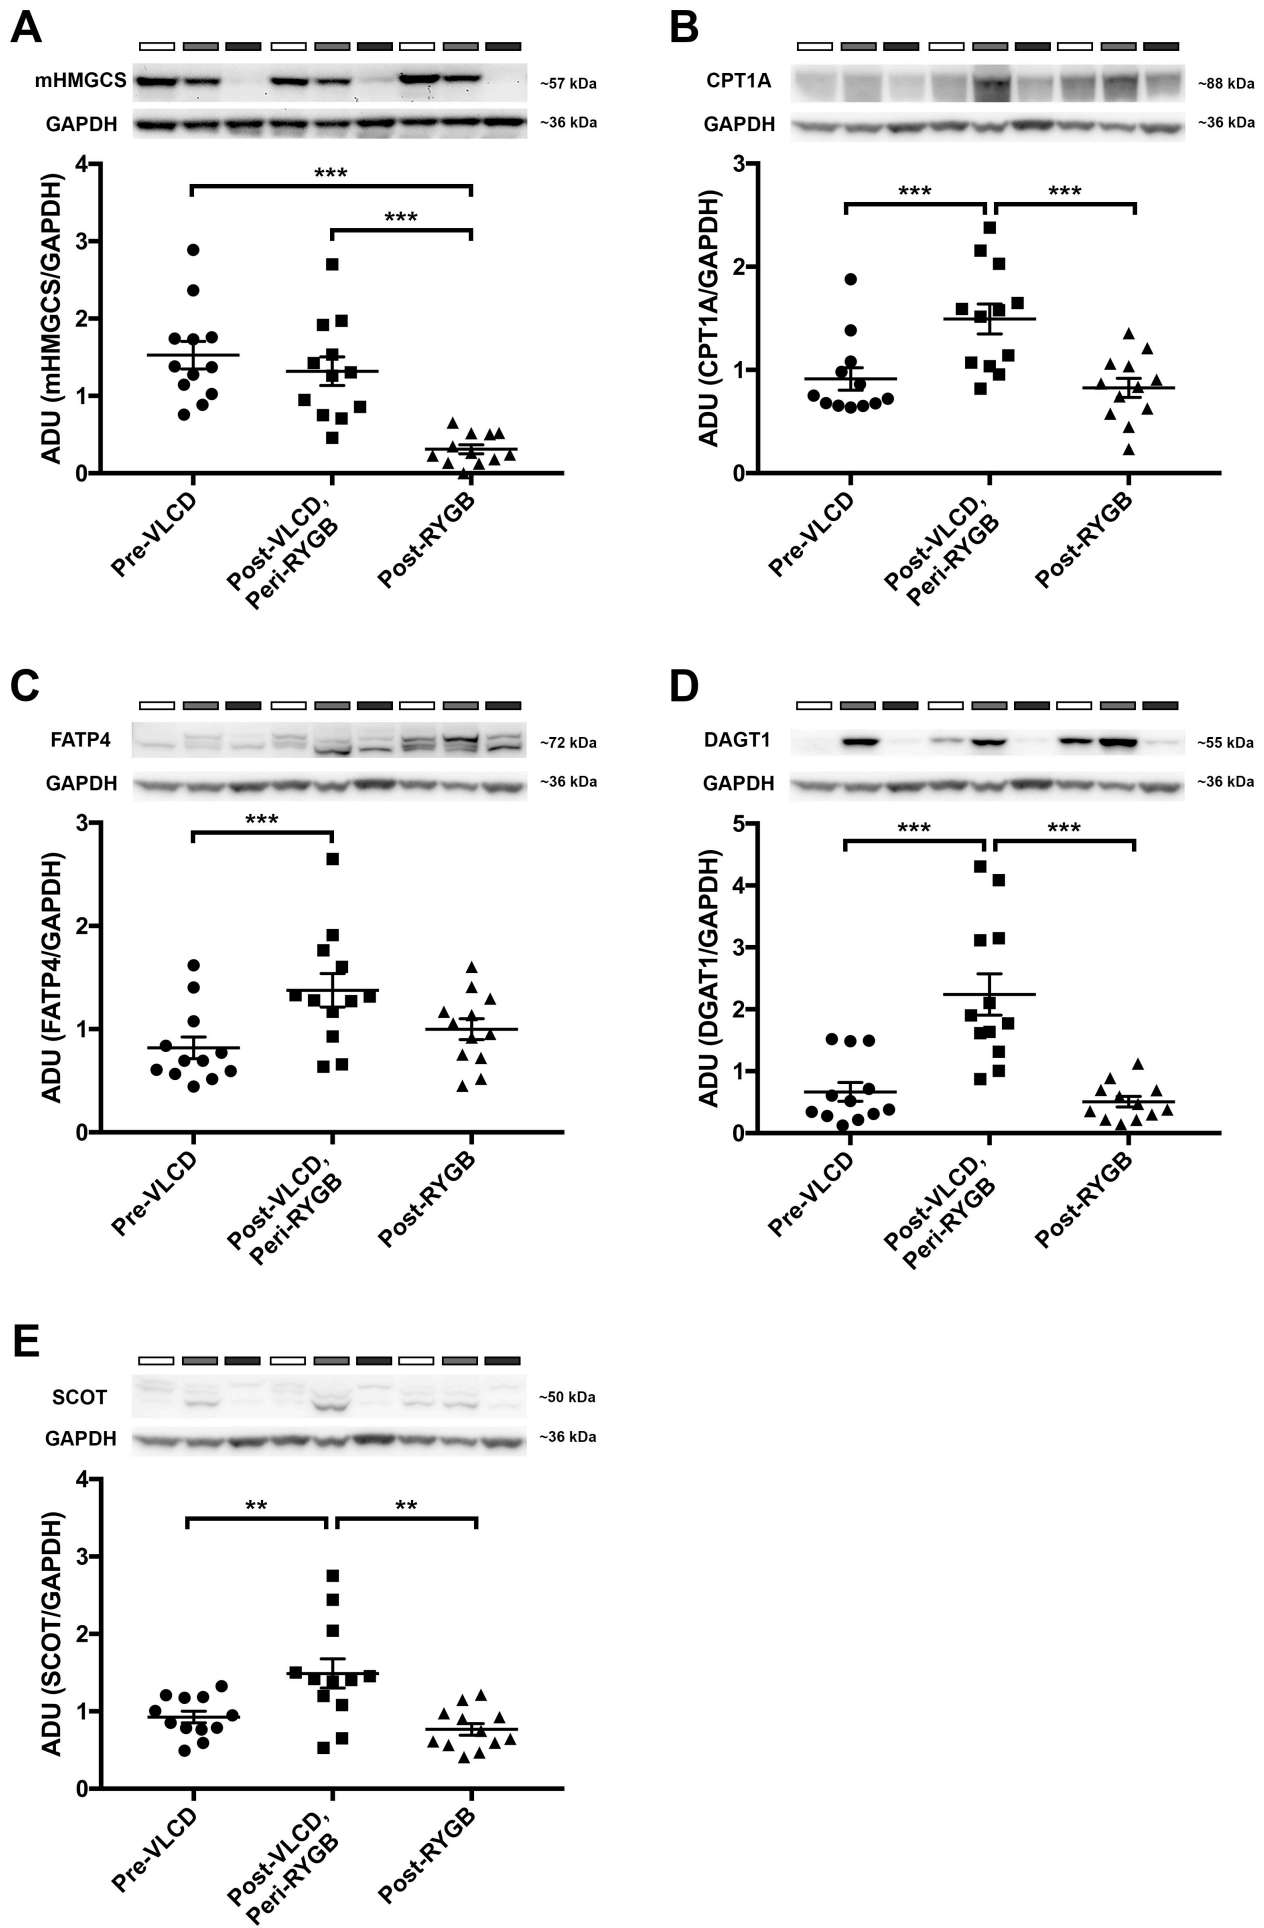 A
mHMGCS
~57 kDa
GAPDH
~36 kDa
ADU (mHMGCS/GAPDH)
4
3
2
1
0
***
***
Pre-VLCD
Post-VLCD,
Peri-RYGB
Post-RYGB
B
CPT1A
~88 kDa
GAPDH
~36 kDa
ADU (CPT1A/GAPDH)
3
2
1
0
***
***
Pre-VLCD
Post-VLCD,
Peri-RYGB
Post-RYGB
C
FATP4
~72 kDa
GAPDH
~36 kDa
ADU (FATP4/GAPDH)
3
2
1
0
***
Pre-VLCD
Post-VLCD,
Peri-RYGB
Post-RYGB
D
DAGT1
~55 kDa
GAPDH
~36 kDa
ADU (DGAT1/GAPDH)
5
4
3
2
1
0
***
***
Pre-VLCD
Post-VLCD,
Peri-RYGB
Post-RYGB
E
SCOT
~50 kDa
GAPDH
~36 kDa
ADU (SCOT/GAPDH)
4
3
2
1
0
**
**
Pre-VLCD
Post-VLCD,
Peri-RYGB
Post-RYGB